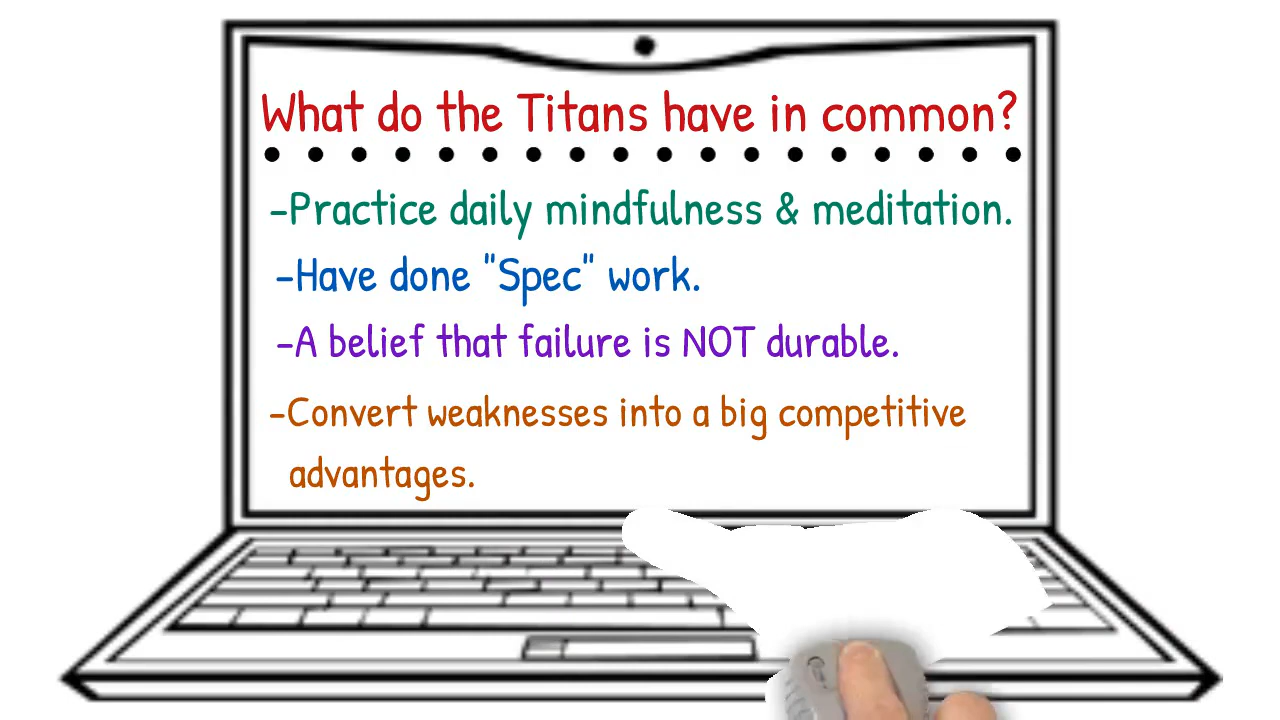 What do the Titans have in common?
-Practice daily mindfulness & meditation.
-Have done "Spec" work.
-A belief that failure is NOT durable.
-Convert weaknesses into a big competitive
advantages.